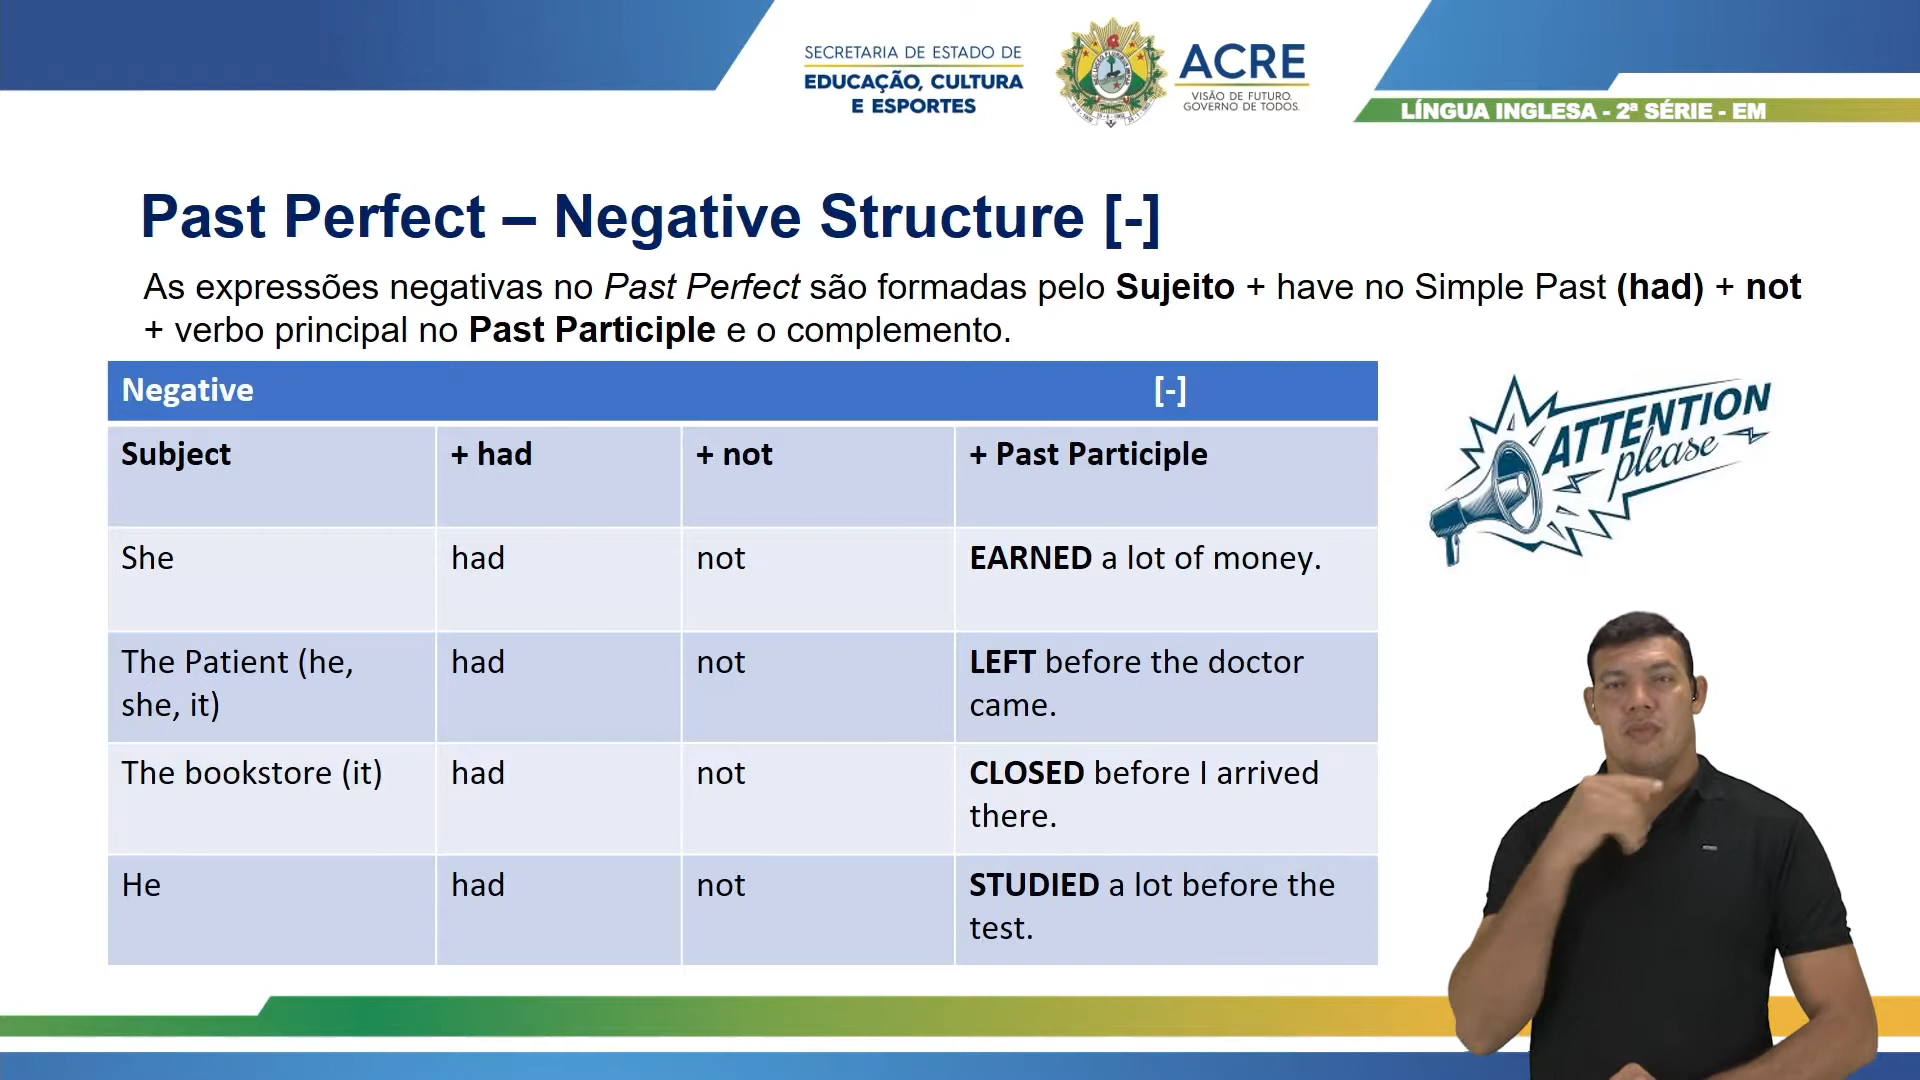 SECRETARIA DE ESTADO DE
EDUCAÇÃO, CULTURA
E ESPORTES
ACRE
VISÃO DE FUTURO.
GOVERNO DE TODOS.
LÍNGUA INGLESA - 2ª SÉRIE - EM
Past Perfect – Negative Structure [-]
As expressões negativas no Past Perfect são formadas pelo Sujeito + have no Simple Past (had) + not
+ verbo principal no Past Participle e o complemento.
Negative [-]
Subject + had + not + Past Participle
She had not EARNED a lot of money.
The Patient (he, had not LEFT before the doctor
she, it) came.
The bookstore (it) had not CLOSED before I arrived
there.
He had not STUDIED a lot before the
test.
ATTENTION
please